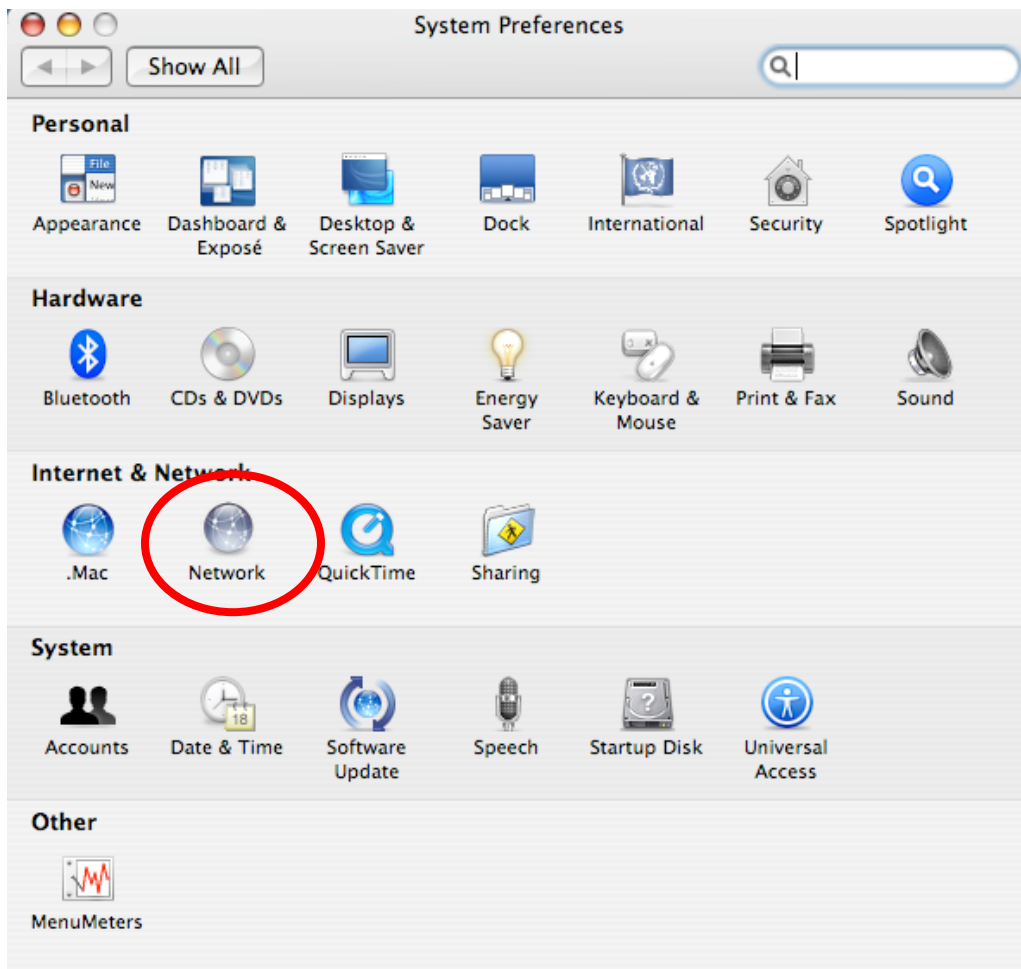 System Preferences
Show All
Personal
File
New
Appearance
Dashboard &
Exposé
Desktop &
Screen Saver
Dock
International
Security
Spotlight
Hardware
Bluetooth
CDs & DVDs
Displays
Energy
Saver
Keyboard &
Mouse
Print & Fax
Sound
Internet & Network
.Mac
Network
QuickTime
Sharing
System
18
?
Accounts
Date & Time
Software
Update
Speech
Startup Disk
Universal
Access
Other
MenuMeters